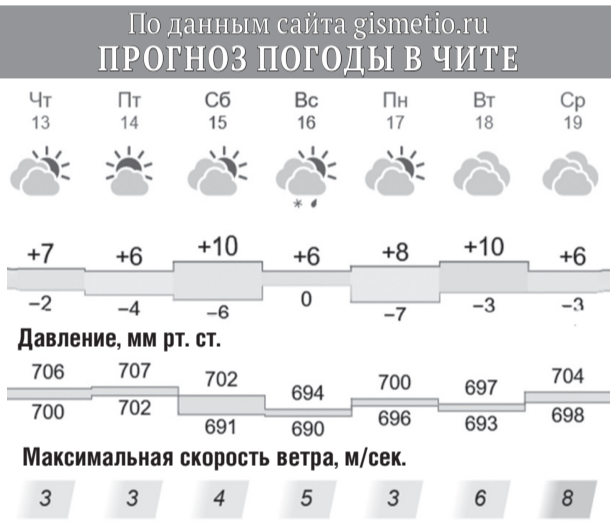 По данным сайта gismetio.ru
ПРОГНОЗ ПОГОДЫ В ЧИТЕ
Чт Пт Сб Вс Пн Вт Ср
13 14 15 16 17 18 19
+7 +6 +10 +6 +8 +10 +6
–2 –4 –6 0 –7 –3 –3
Давление, мм рт. ст.
706 707 702 694 700 697 704
700 702 691 690 696 693 698
Максимальная скорость ветра, м/сек.
3 3 4 5 3 6 8